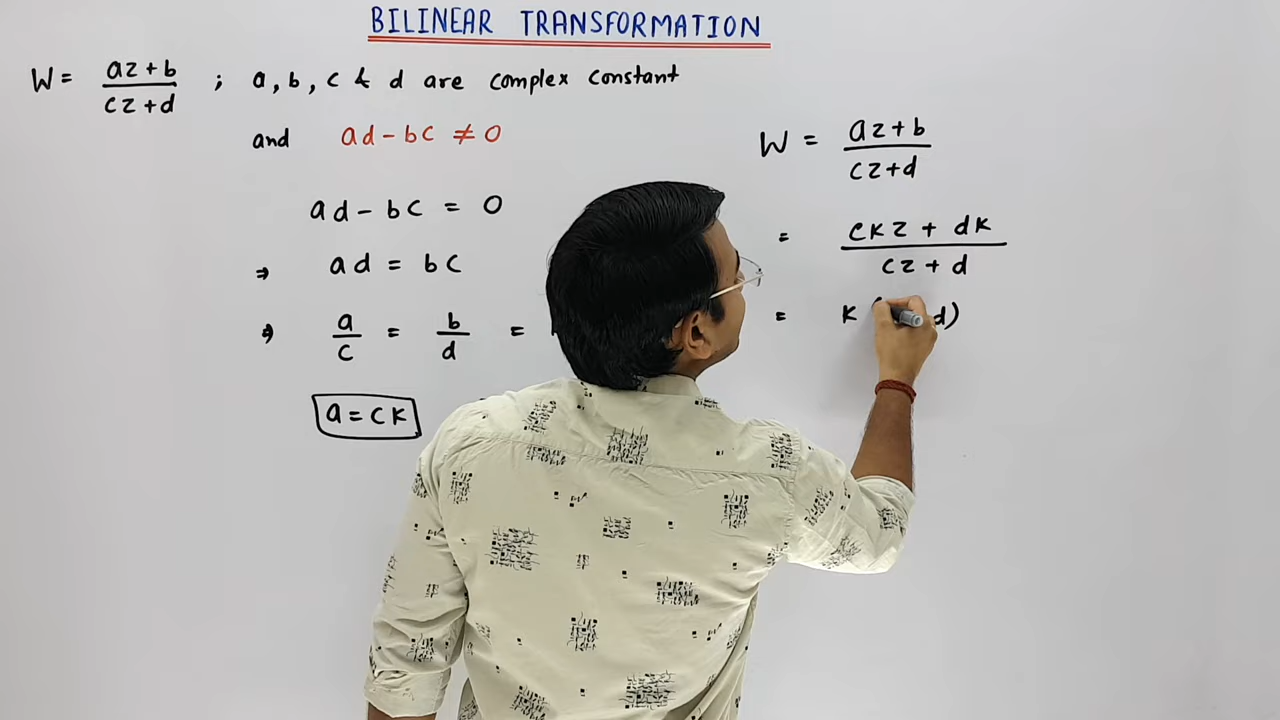 BILINEAR TRANSFORMATION
W = az+b / cz+d ; a, b, c & d are complex constant
and ad - bc ≠ 0
ad - bc = 0
⇒ ad = bc
⇒ a/c = b/d =
a = ck
W = az+b / cz+d
= ckz + dk / cz + d
= k ( d)